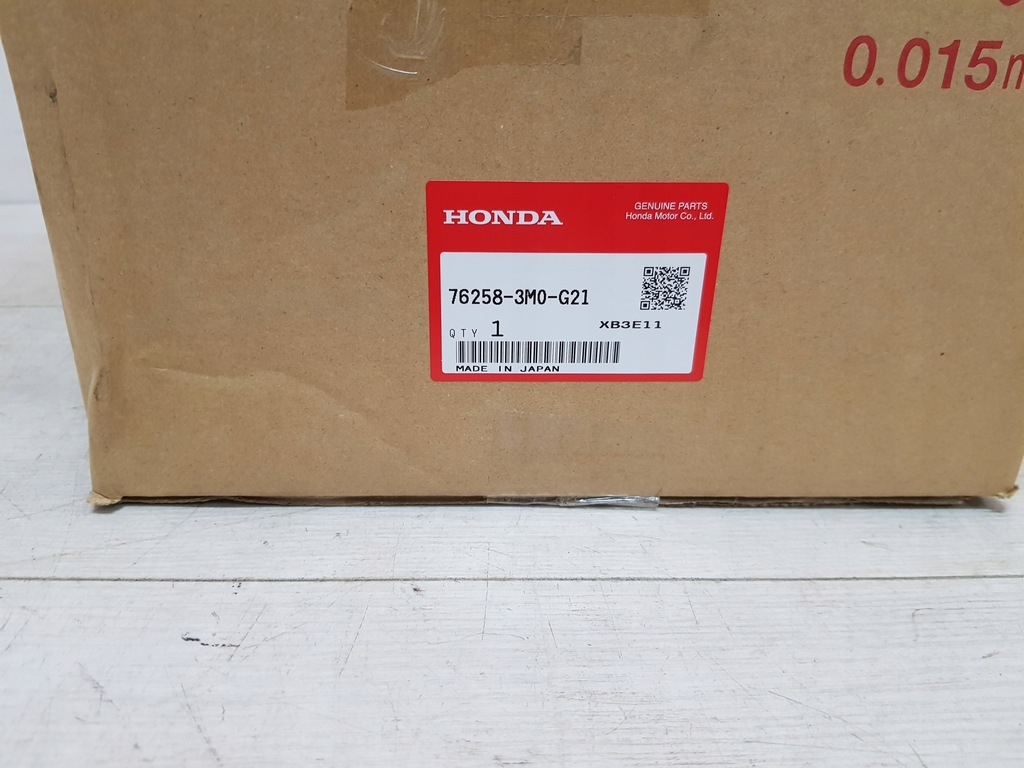 0.015m
HONDA
GENUINE PARTS
Honda Motor Co., Ltd.
76258-3M0-G21
QTY 1
XB3E11
MADE IN JAPAN